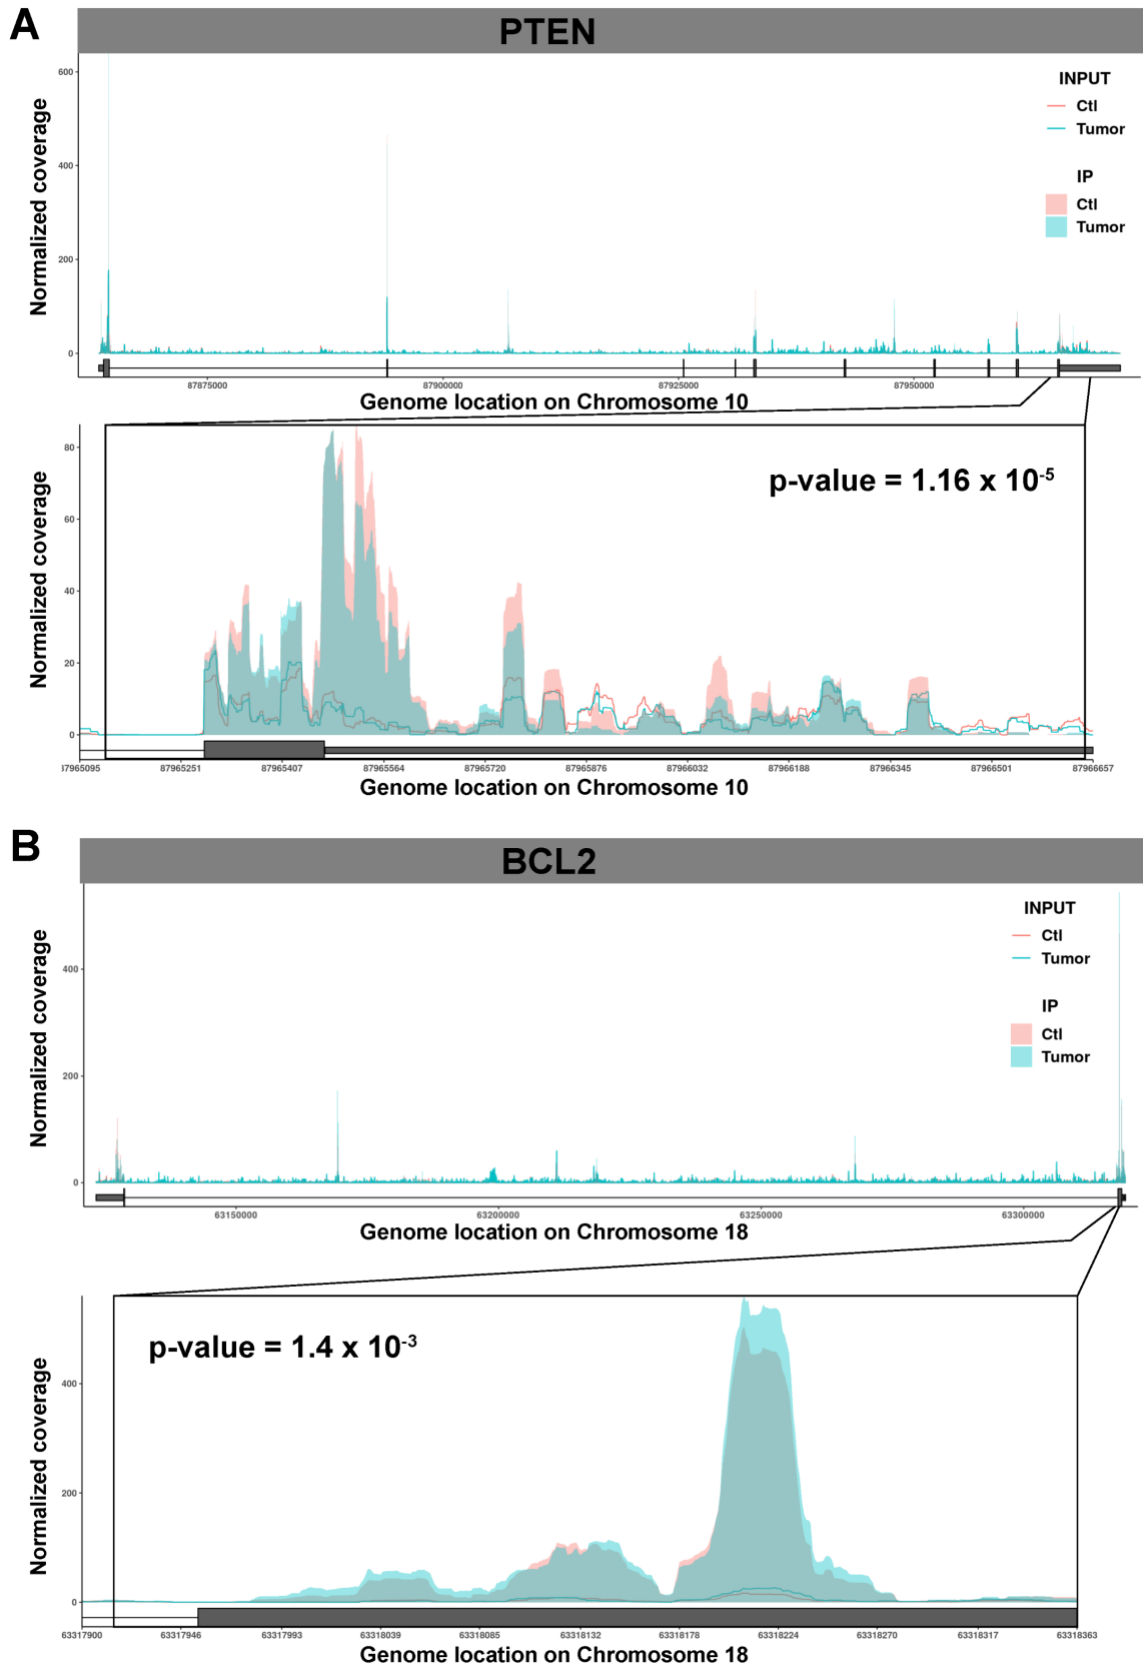 A
PTEN
INPUT
Ctl
Tumor
IP
Ctl
Tumor
Normalized coverage
600
400
200
0
87875000 87900000 87925000 87950000
Genome location on Chromosome 10
p-value = 1.16 x 10-5
Normalized coverage
80
60
40
20
0
17965095 87965251 87965407 87965564 87965720 87965876 87966032 87966188 87966345 87966501 87966657
Genome location on Chromosome 10
B
BCL2
INPUT
Ctl
Tumor
IP
Ctl
Tumor
Normalized coverage
400
200
0
63150000 63200000 63250000 63300000
Genome location on Chromosome 18
p-value = 1.4 x 10-3
Normalized coverage
400
200
0
63317900 63317946 63317993 63318039 63318085 63318132 63318178 63318224 63318270 63318317 63318363
Genome location on Chromosome 18